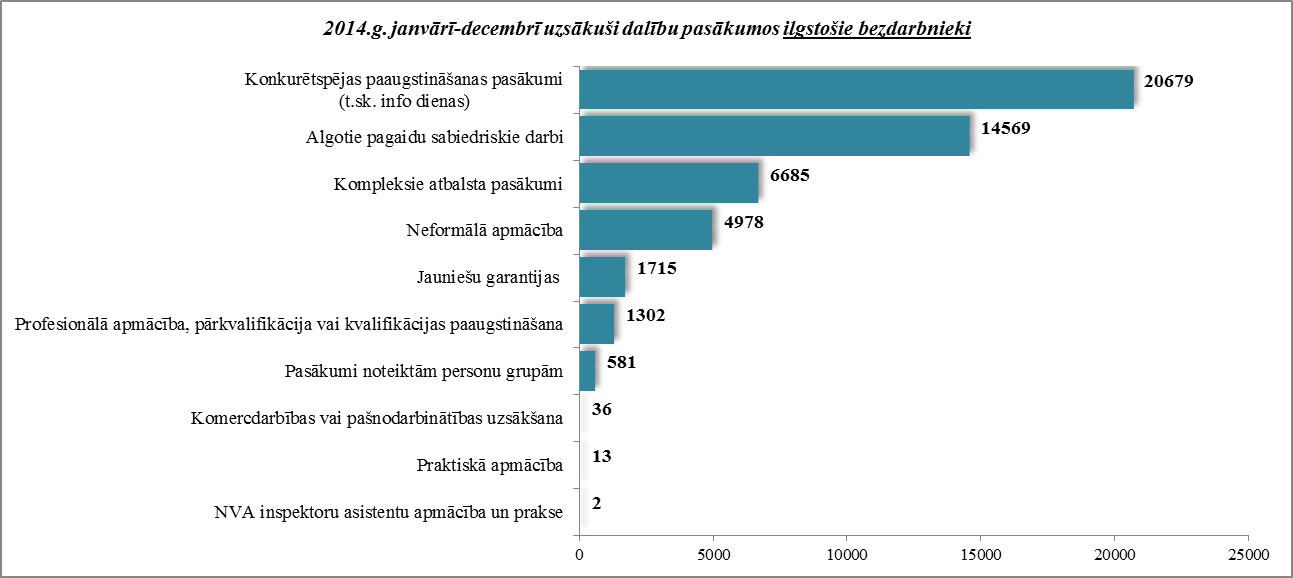 2014.g. janvārī-decembrī uzsākuši dalību pasākumos ilgstošie bezdarbnieki
Konkurētspējas paaugstināšanas pasākumi
(t.sk. info dienas)
20679
Algotie pagaidu sabiedriskie darbi
14569
Kompleksie atbalsta pasākumi
6685
Neformālā apmācība
4978
Jauniešu garantijas
1715
Profesionālā apmācība, pārkvalifikācija vai kvalifikācijas paaugstināšana
1302
Pasākumi noteiktām personu grupām
581
Komercdarbības vai pašnodarbinātības uzsākšana
36
Praktiskā apmācība
13
NVA inspektoru asistentu apmācība un prakse
2
0 5000 10000 15000 20000 25000